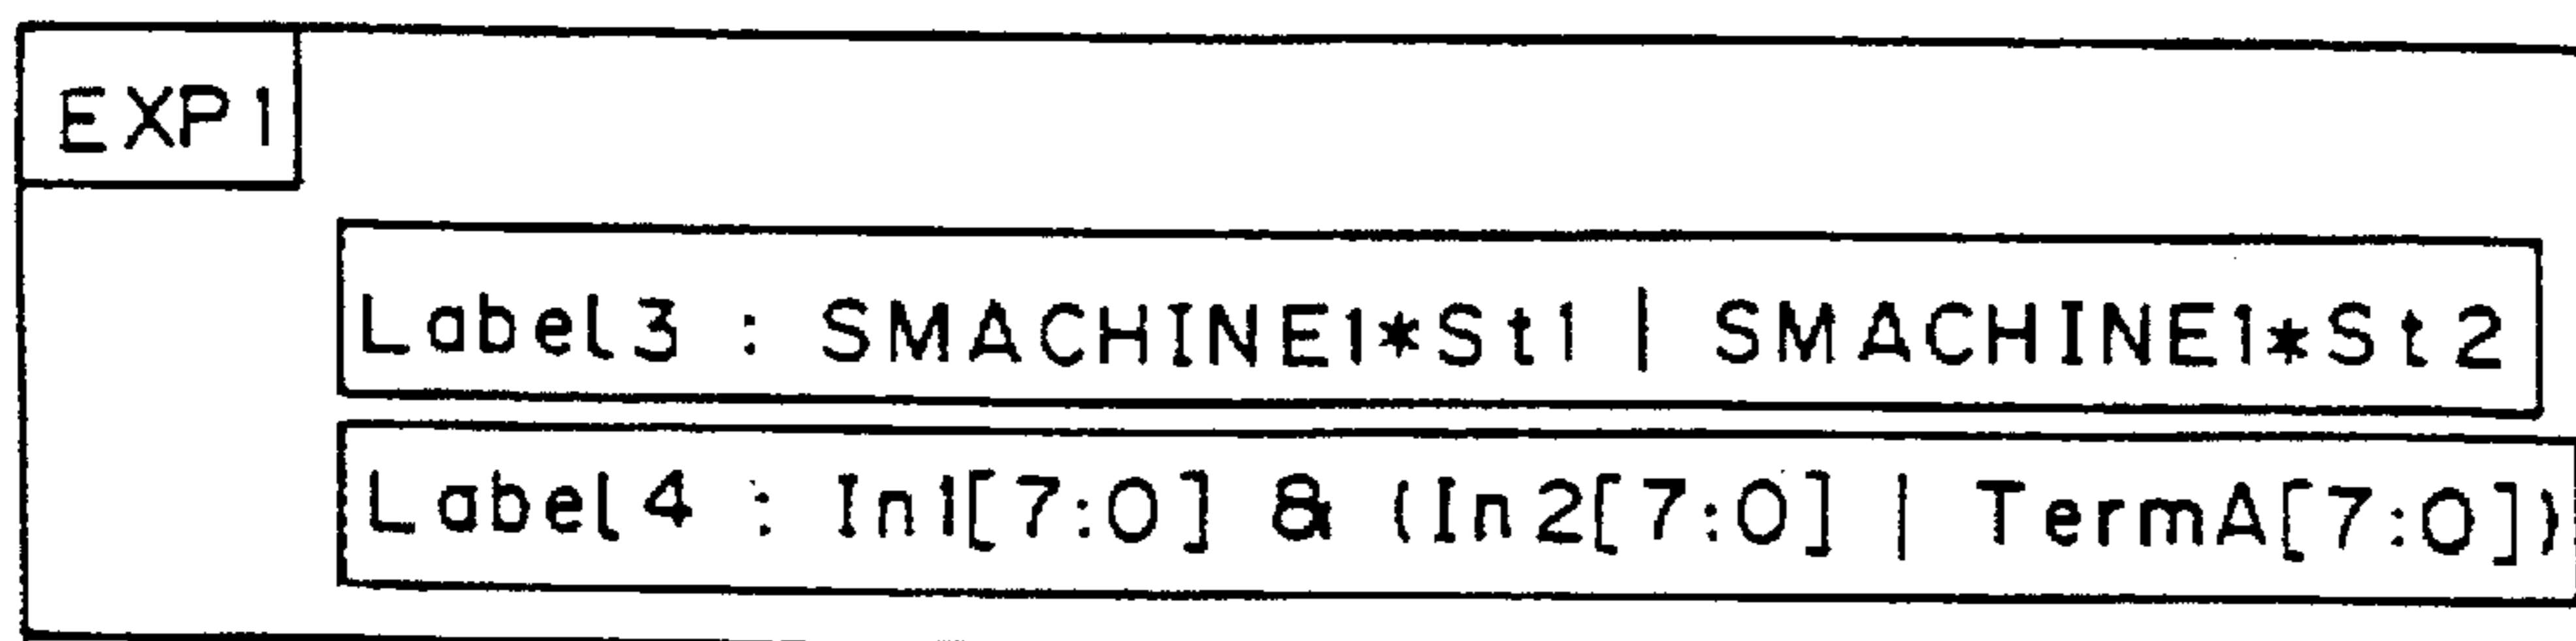 EXP1
Label3 : SMACHINE1*St1 | SMACHINE1*St2
Label4 : In1[7:0] & (In2[7:0] | TermA[7:0])